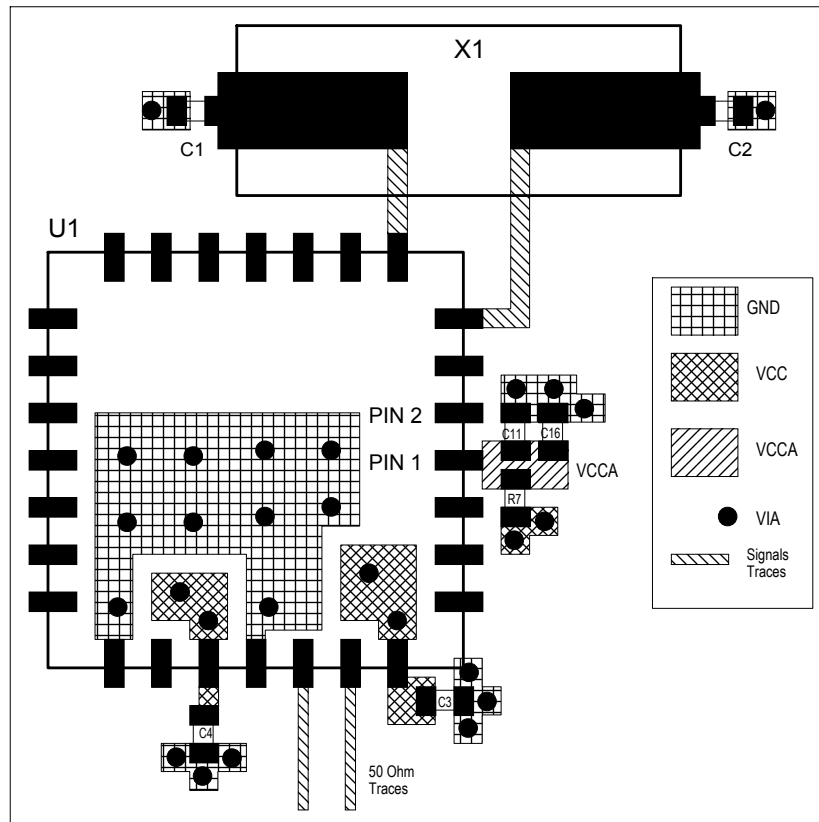 X1
C1
C2
U1
GND
VCC
VCCA
VIA
Signals
Traces
PIN 2
PIN 1
C11
C16
VCCA
R7
C3
C4
50 Ohm
Traces